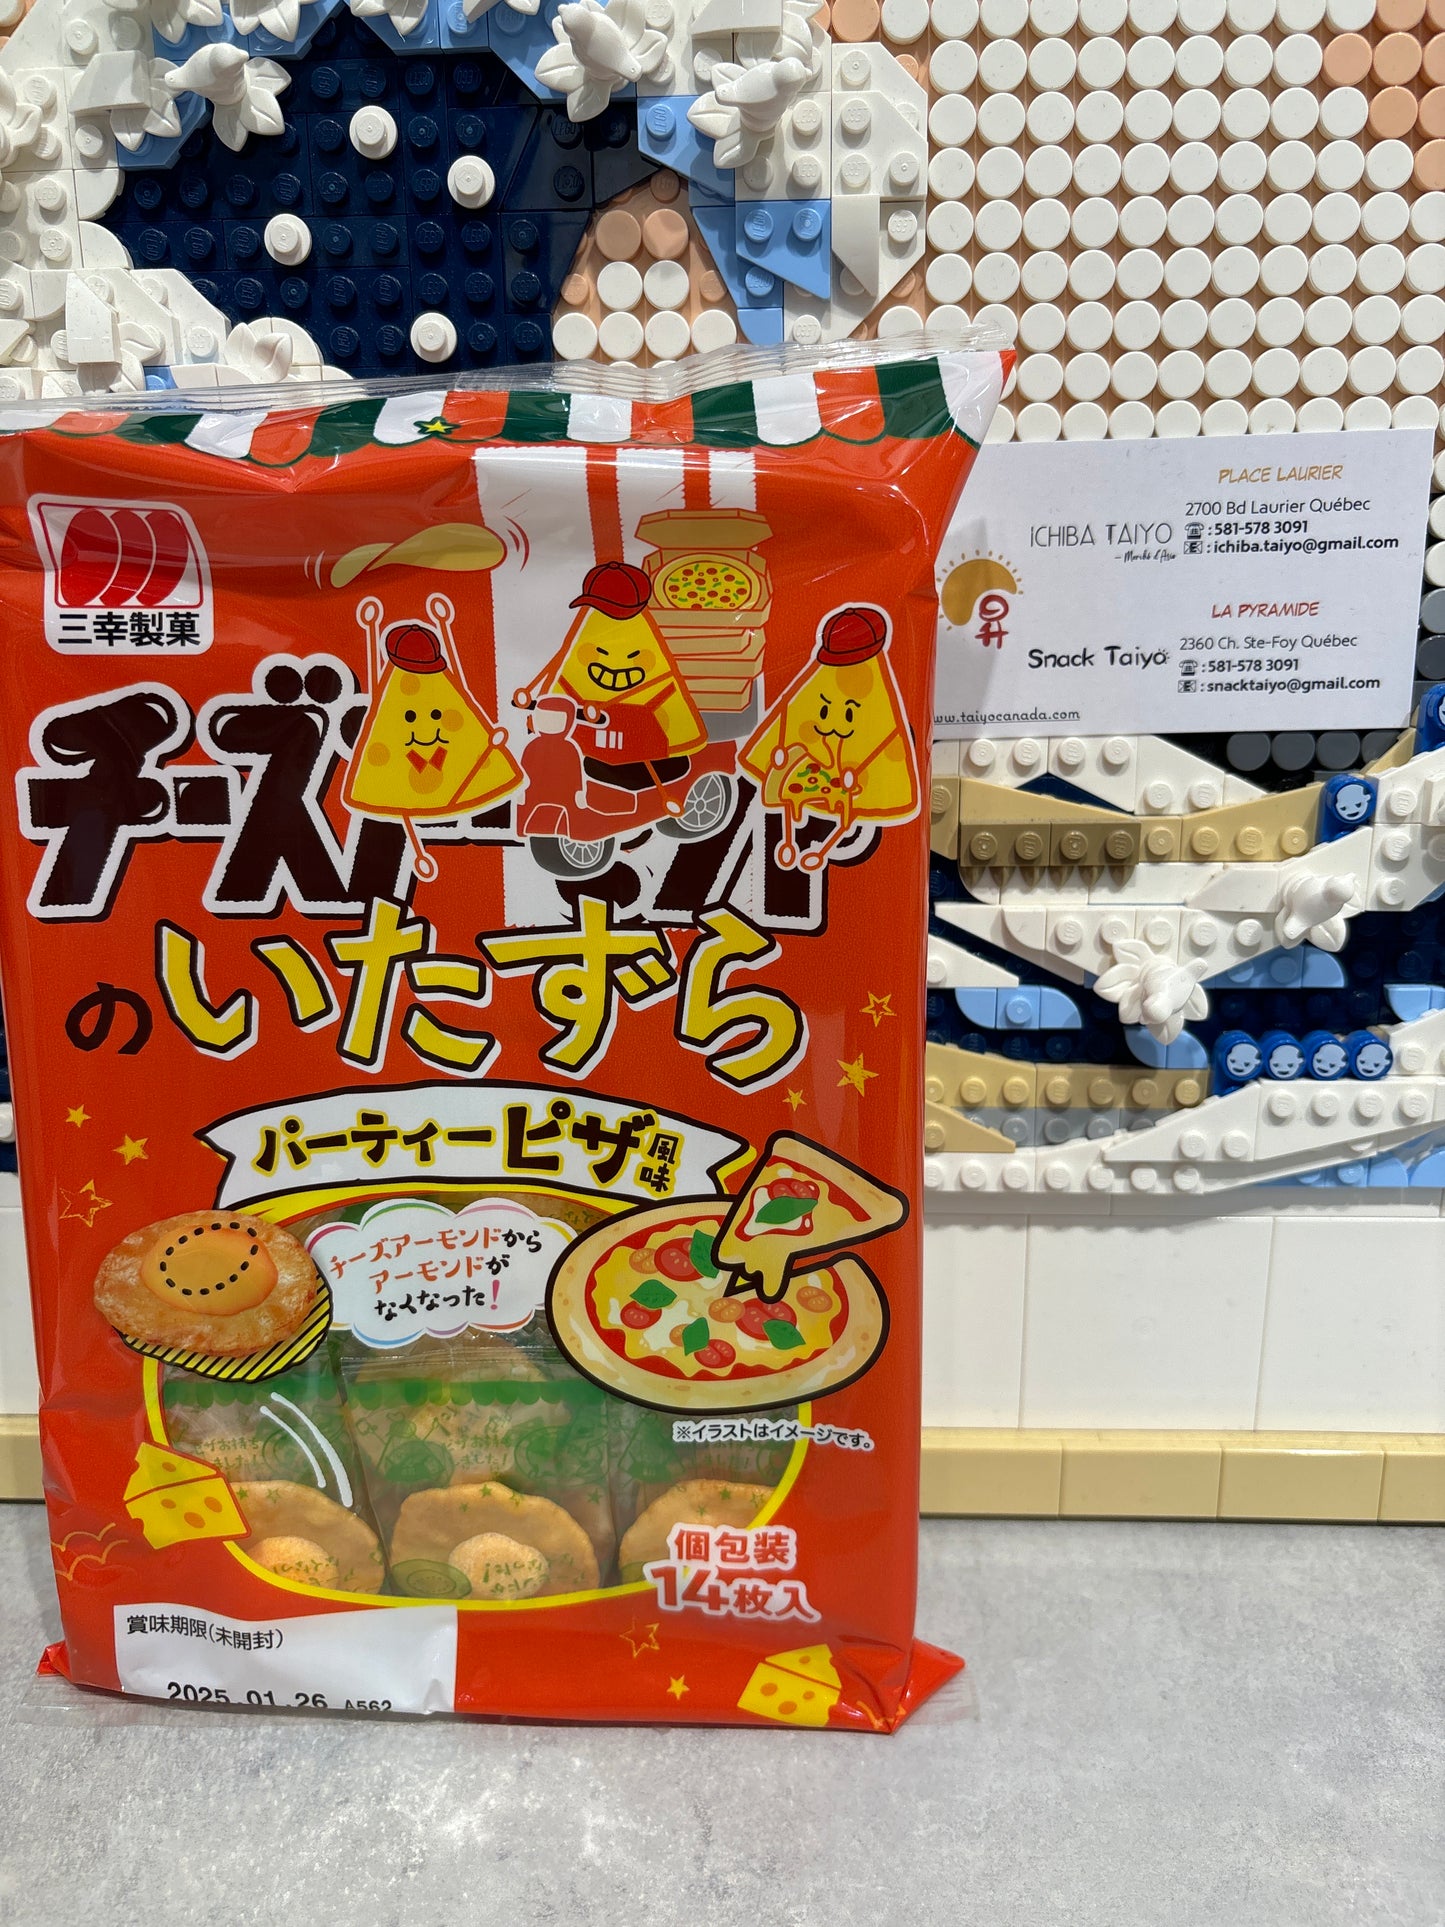 三幸製菓
チーズ
のいたずら
パーティーピザ風味
チーズアーモンドから
アーモンドが
なくなった!
※イラストはイメージです。
個包装
14枚入
賞味期限(未開封)
2025.01.26 A562
PLACE LAURIER
2700 Bd Laurier Québec
ICHIBA TAIYO
Marché d'Asie
☎:581-578 3091
📧:ichiba.taiyo@gmail.com
LA PYRAMIDE
2360 Ch. Ste-Foy Québec
Snack Taiyo
☎:581-578 3091
📧:snacktaiyo@gmail.com
www.taiyocanada.com